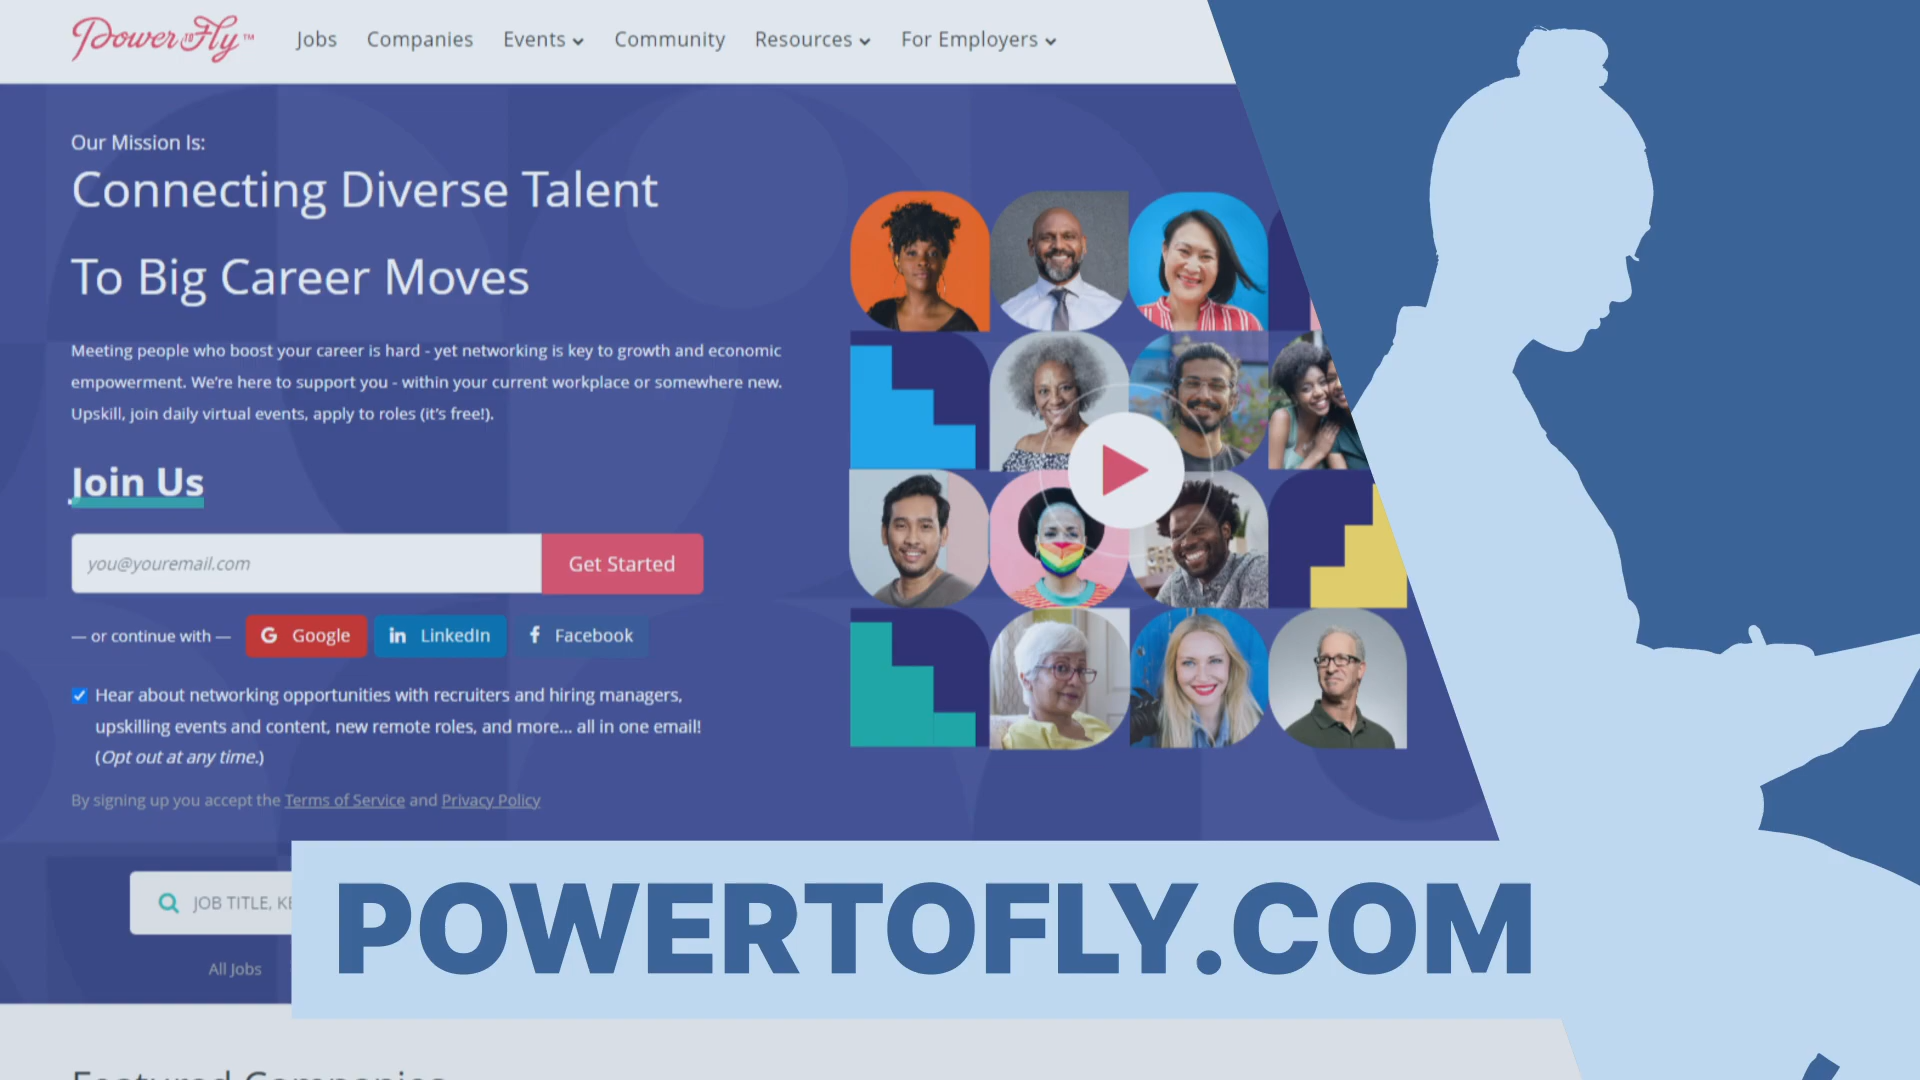 PowerToFly™
Jobs
Companies
Events
Community
Resources
For Employers
Our Mission Is:
Connecting Diverse Talent
To Big Career Moves
Meeting people who boost your career is hard - yet networking is key to growth and economic
empowerment. We're here to support you - within your current workplace or somewhere new.
Upskill, join daily virtual events, apply to roles (it's free!).
Join Us
you@youremail.com
Get Started
— or continue with —
Google
LinkedIn
Facebook
Hear about networking opportunities with recruiters and hiring managers,
upskilling events and content, new remote roles, and more... all in one email!
(Opt out at any time.)
By signing up you accept the Terms of Service and Privacy Policy
JOB TITLE,
All Jobs
POWERTOFLY.COM
Featured Companies